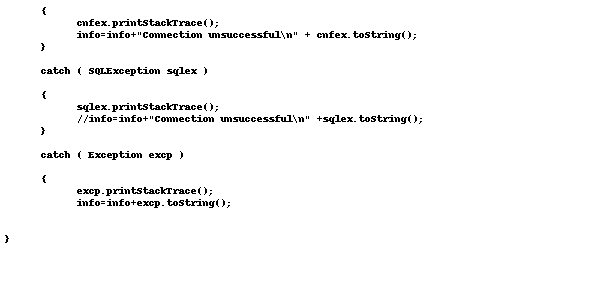 {
cnfex.printStackTrace();
info=info+"Connection unsuccessful\n" + cnfex.toString();
}
catch ( SQLException sqlex )
{
sqlex.printStackTrace();
//info=info+"Connection unsuccessful\n" +sqlex.toString();
}
catch ( Exception excp )
{
excp.printStackTrace();
info=info+excp.toString();
}